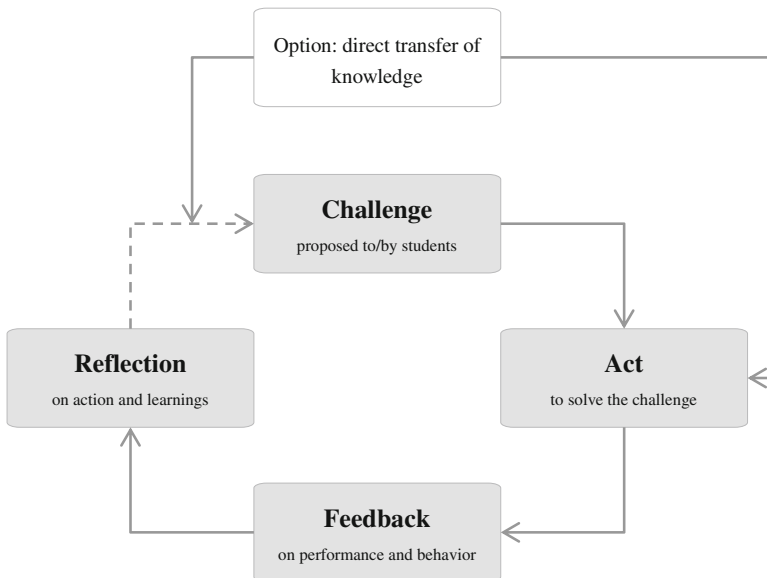 Option: direct transfer of
knowledge
Challenge
proposed to/by students
Reflection
on action and learnings
Act
to solve the challenge
Feedback
on performance and behavior